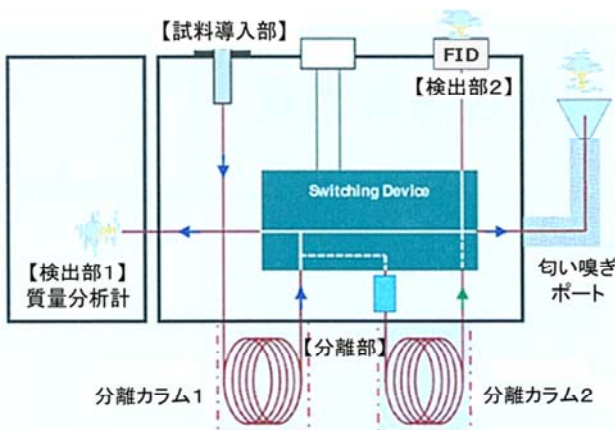 【試料導入部】
FID
【検出部2】
Switching Device
【検出部1】
質量分析計
匂い嗅ぎ
ポート
【分離部】
分離カラム1
分離カラム2